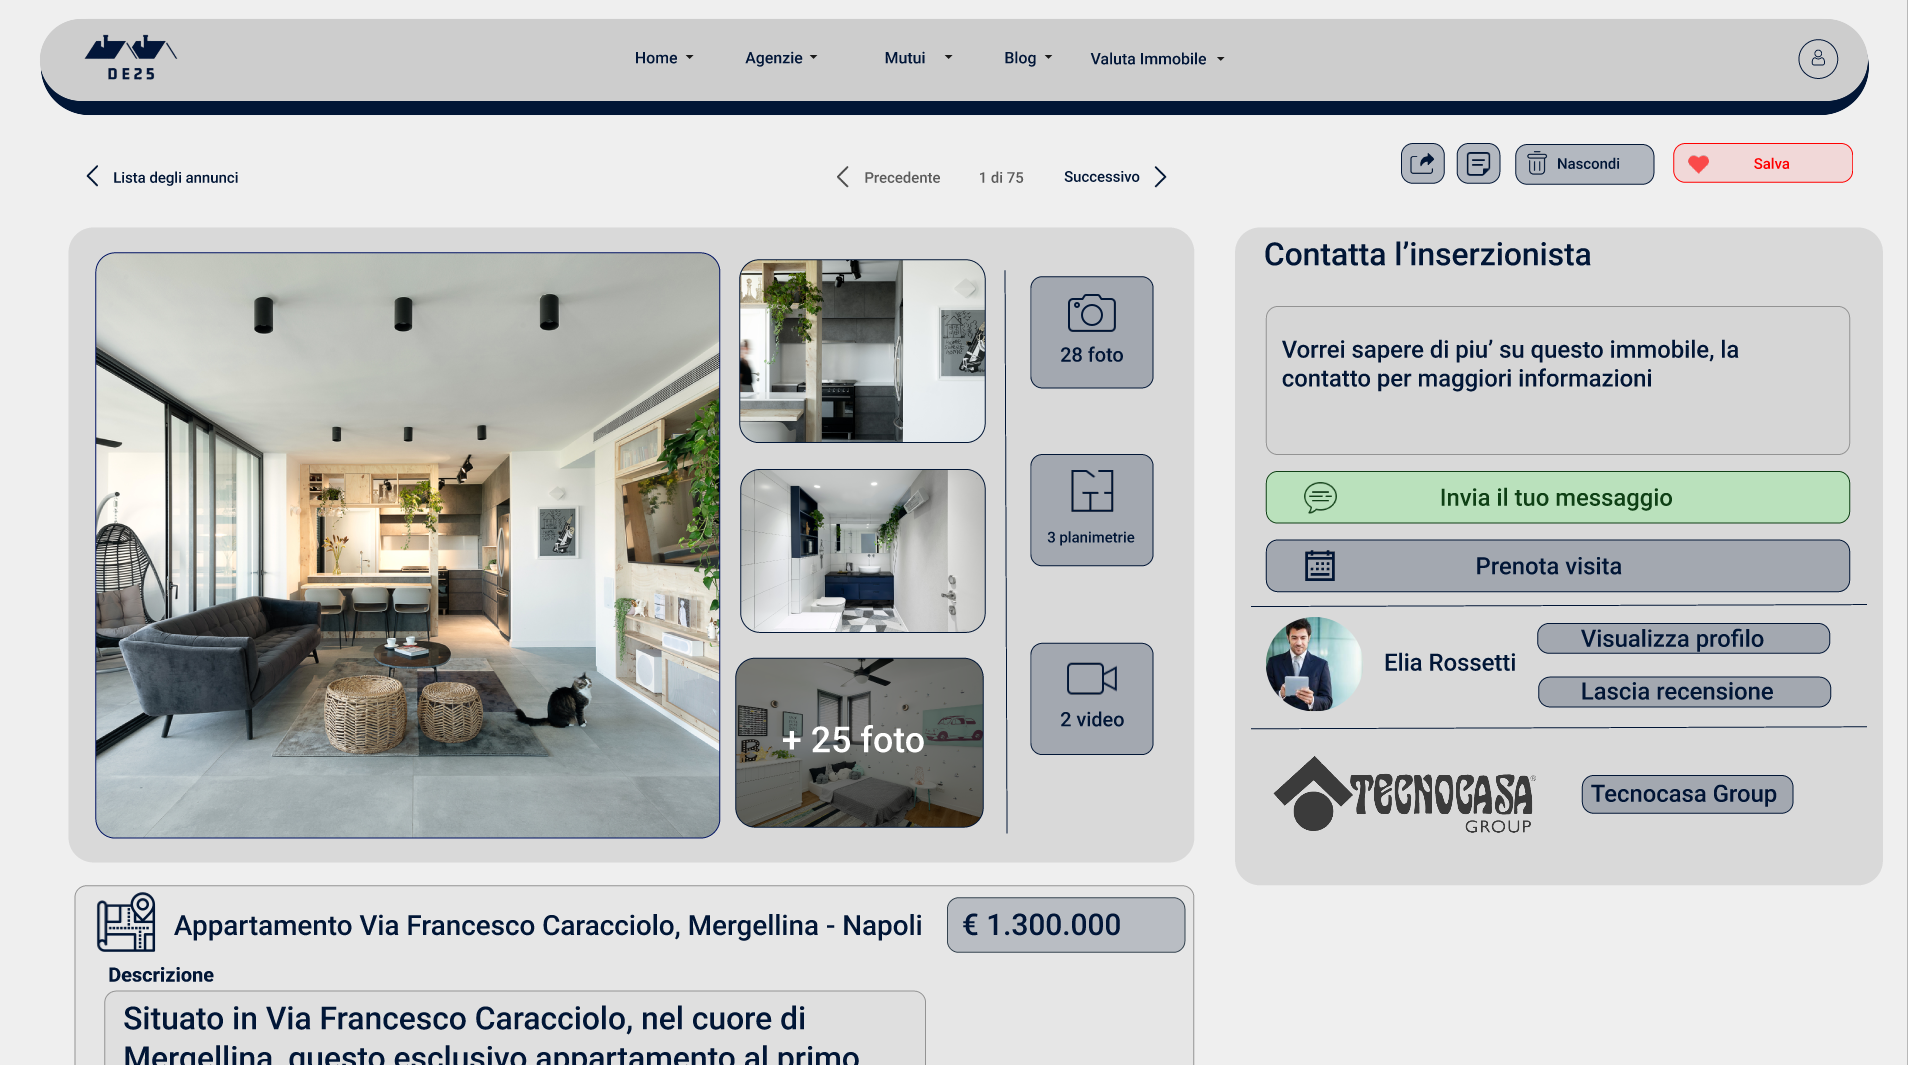 DE25
Home
Agenzie
Mutui
Blog
Valuta Immobile
Lista degli annunci
Precedente
1 di 75
Successivo
Nascondi
Salva
28 foto
3 planimetrie
+ 25 foto
2 video
Contatta l’inserzionista
Vorrei sapere di piu’ su questo immobile, la
contatto per maggiori informazioni
Invia il tuo messaggio
Prenota visita
Elia Rossetti
Visualizza profilo
Lascia recensione
TECNOCASA®
GROUP
Tecnocasa Group
Appartamento Via Francesco Caracciolo, Mergellina - Napoli
€ 1.300.000
Descrizione
Situato in Via Francesco Caracciolo, nel cuore di
Mergellina, questo esclusivo appartamento al primo